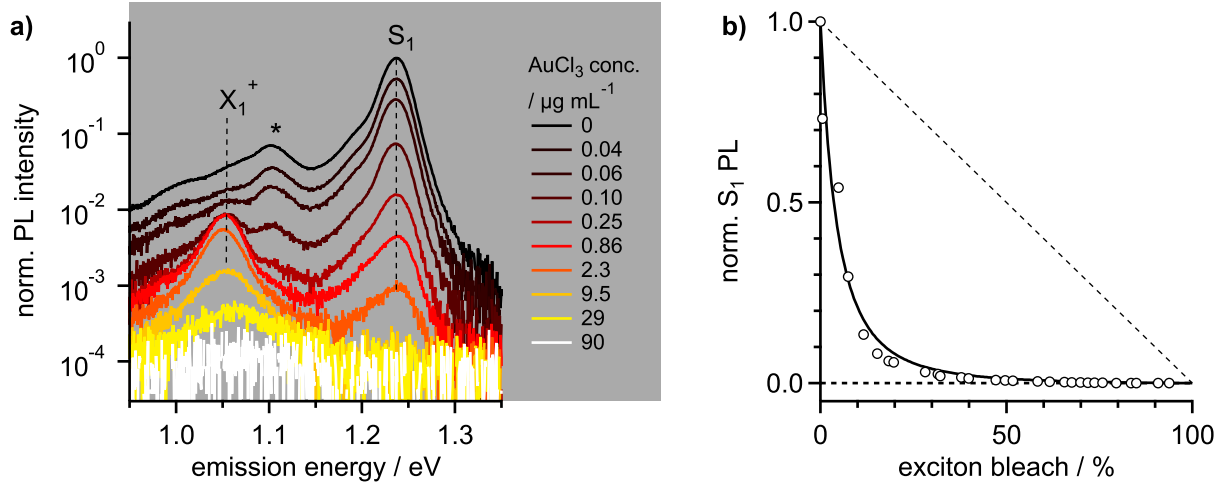 a)
norm. PL intensity
10⁰
10⁻¹
10⁻²
10⁻³
10⁻⁴
1.0
1.1
1.2
1.3
emission energy / eV
X₁⁺
*
S₁
AuCl₃ conc.
/ µg mL⁻¹
0
0.04
0.06
0.10
0.25
0.86
2.3
9.5
29
90
b)
norm. S₁ PL
1.0
0.5
0.0
0
50
100
exciton bleach / %